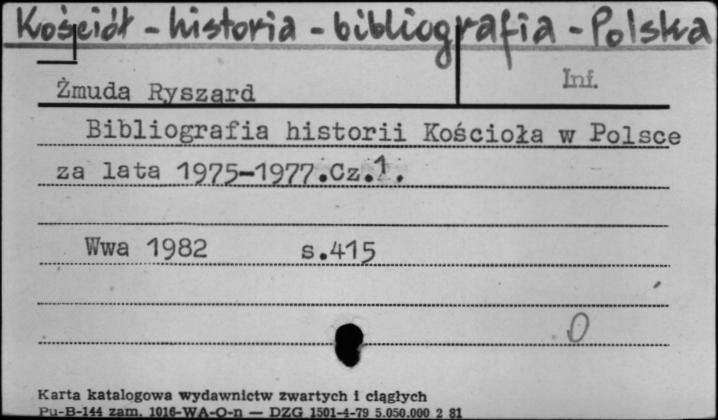 Kościół - historia - bibliografia - Polska
Inf.
Żmuda Ryszard
Bibliografia historii Kościoła w Polsce
za lata 1975-1977.Cz.1.
Wwa 1982 s.415
0
Karta katalogowa wydawnictw zwartych i ciągłych
Pu-B-144 zam. 1016-WA-O-n — DZG 1501-4-79 5.050.000 2 81